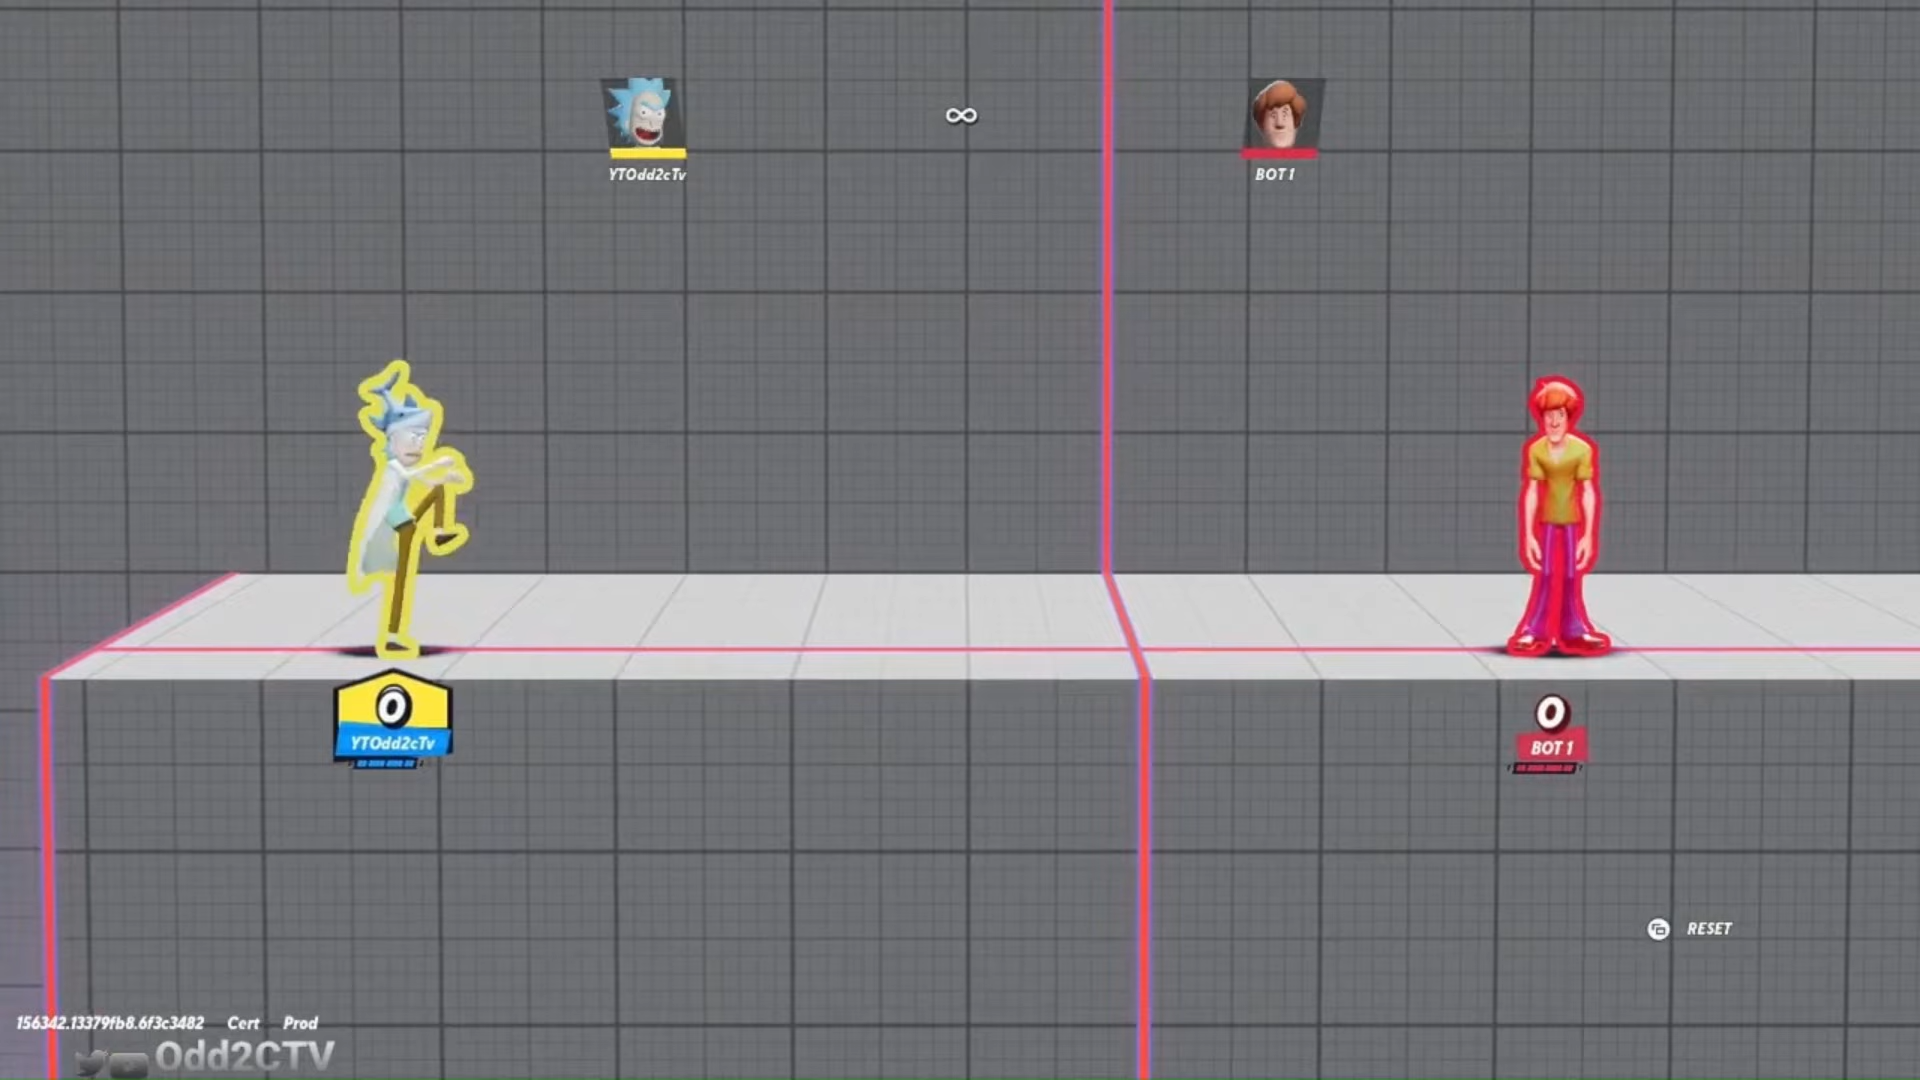 YTOdd2cTv
∞
BOT 1
0
YTOdd2cTv
0
BOT 1
RESET
156342.13379fb8.6f3c3482 Cert Prod
Odd2CTV